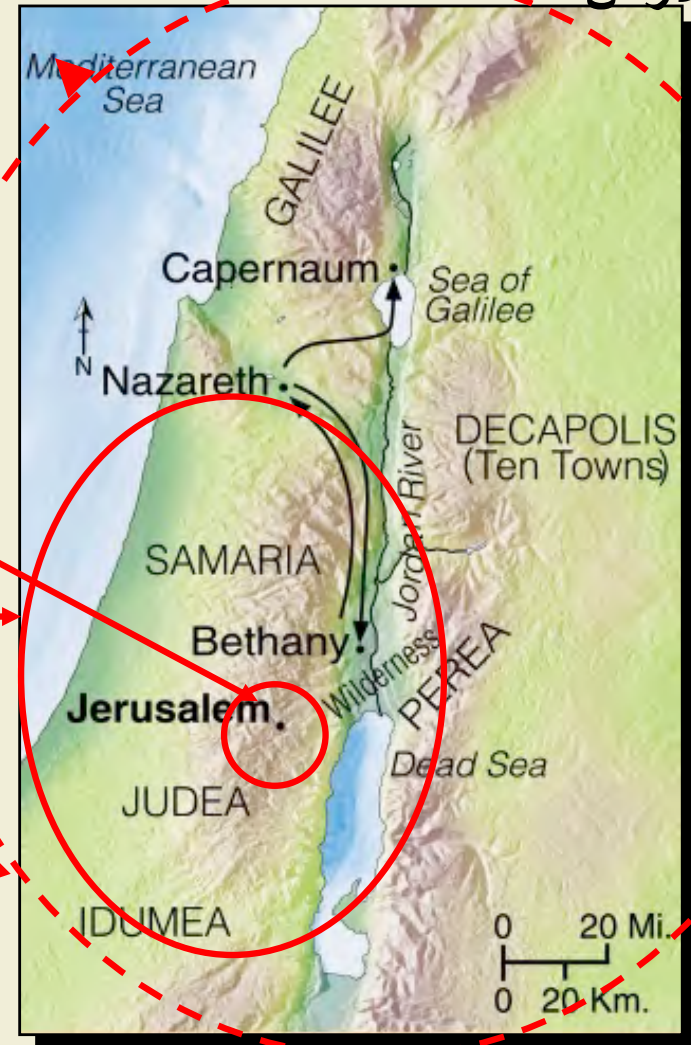 Mediterranean
Sea
GALILEE
Capernaum
Sea of
Galilee
N
Nazareth
DECAPOLIS
(Ten Towns)
Jordan River
SAMARIA
Bethany
Wilderness
PEREA
Jerusalem
Dead Sea
JUDEA
IDUMEA
0 20 Mi.
0 20 Km.